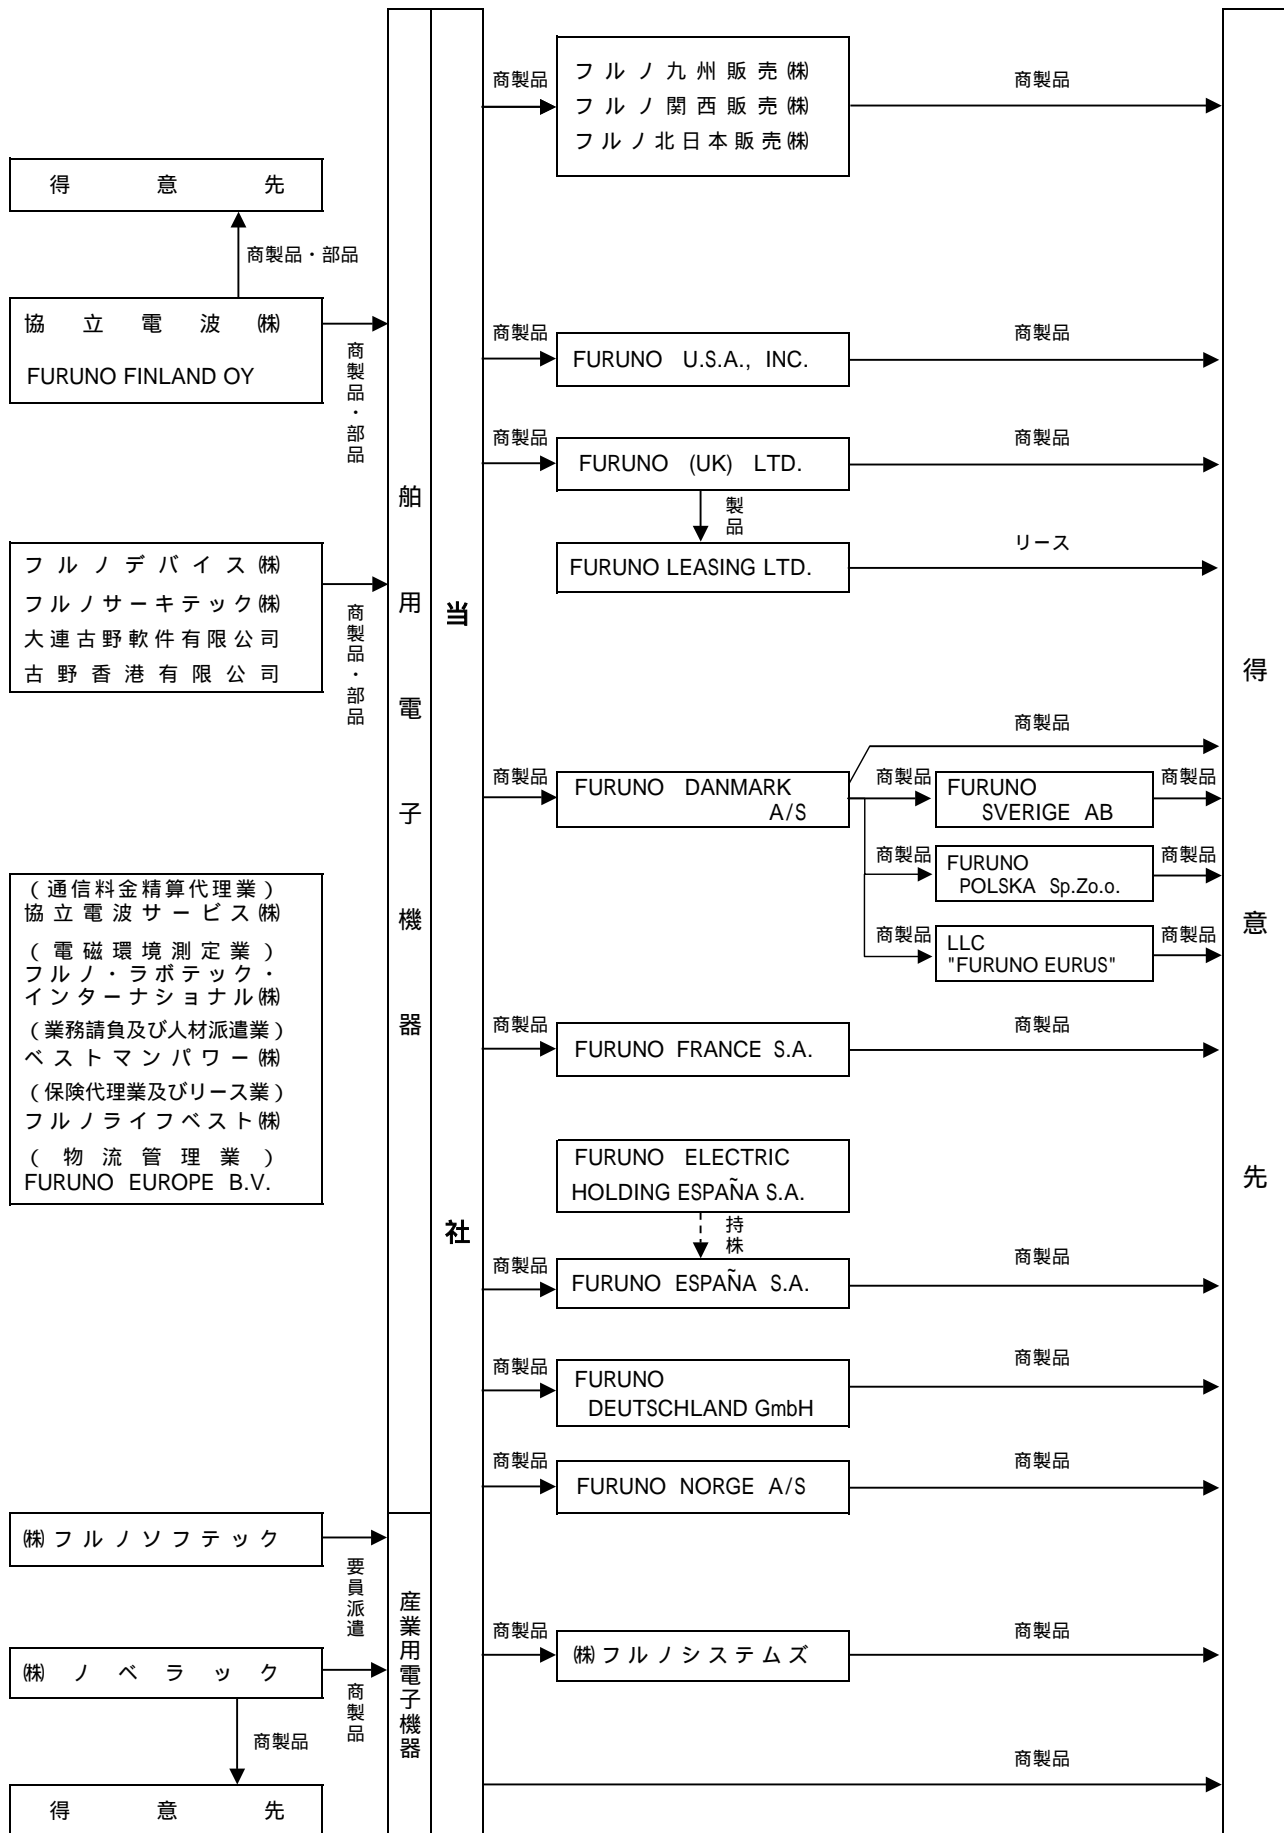 得意先
商製品・部品
協立電波㈱
FURUNO FINLAND OY
商製品・部品
フルノデバイス㈱
フルノサーキテック㈱
大連古野軟件有限公司
古野香港有限公司
商製品・部品
(通信料金精算代理業)
協立電波サービス㈱
(電磁環境測定業)
フルノ・ラボテック・
インターナショナル㈱
(業務請負及び人材派遣業)
ベストマンパワー㈱
(保険代理業及びリース業)
フルノライフベスト㈱
(物流管理業)
FURUNO EUROPE B.V.
㈱フルノソフテック
要員派遣
㈱ノベラック
商製品
商製品
得意先
舶用電子機器
産業用電子機器
当社
商製品
フルノ九州販売㈱
フルノ関西販売㈱
フルノ北日本販売㈱
商製品
商製品
FURUNO U.S.A., INC.
商製品
商製品
FURUNO (UK) LTD.
商製品
製品
FURUNO LEASING LTD.
リース
商製品
商製品
FURUNO DANMARK
A/S
商製品
FURUNO
SVERIGE AB
商製品
商製品
FURUNO
POLSKA Sp.Zo.o.
商製品
商製品
LLC
"FURUNO EURUS"
商製品
商製品
FURUNO FRANCE S.A.
商製品
FURUNO ELECTRIC
HOLDING ESPAÑA S.A.
持株
商製品
FURUNO ESPAÑA S.A.
商製品
商製品
FURUNO
DEUTSCHLAND GmbH
商製品
商製品
FURUNO NORGE A/S
商製品
商製品
㈱フルノシステムズ
商製品
商製品
得意先